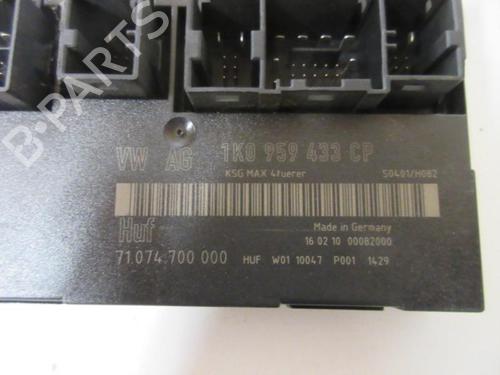 B-PARTS
VW AG 1K0 959 433 CP
KSG MAX 4tuerer S0401/H082
Huf Made in Germany
16 02 10 00082000
71.074.700 000 HUF W01 10047 P001 1429